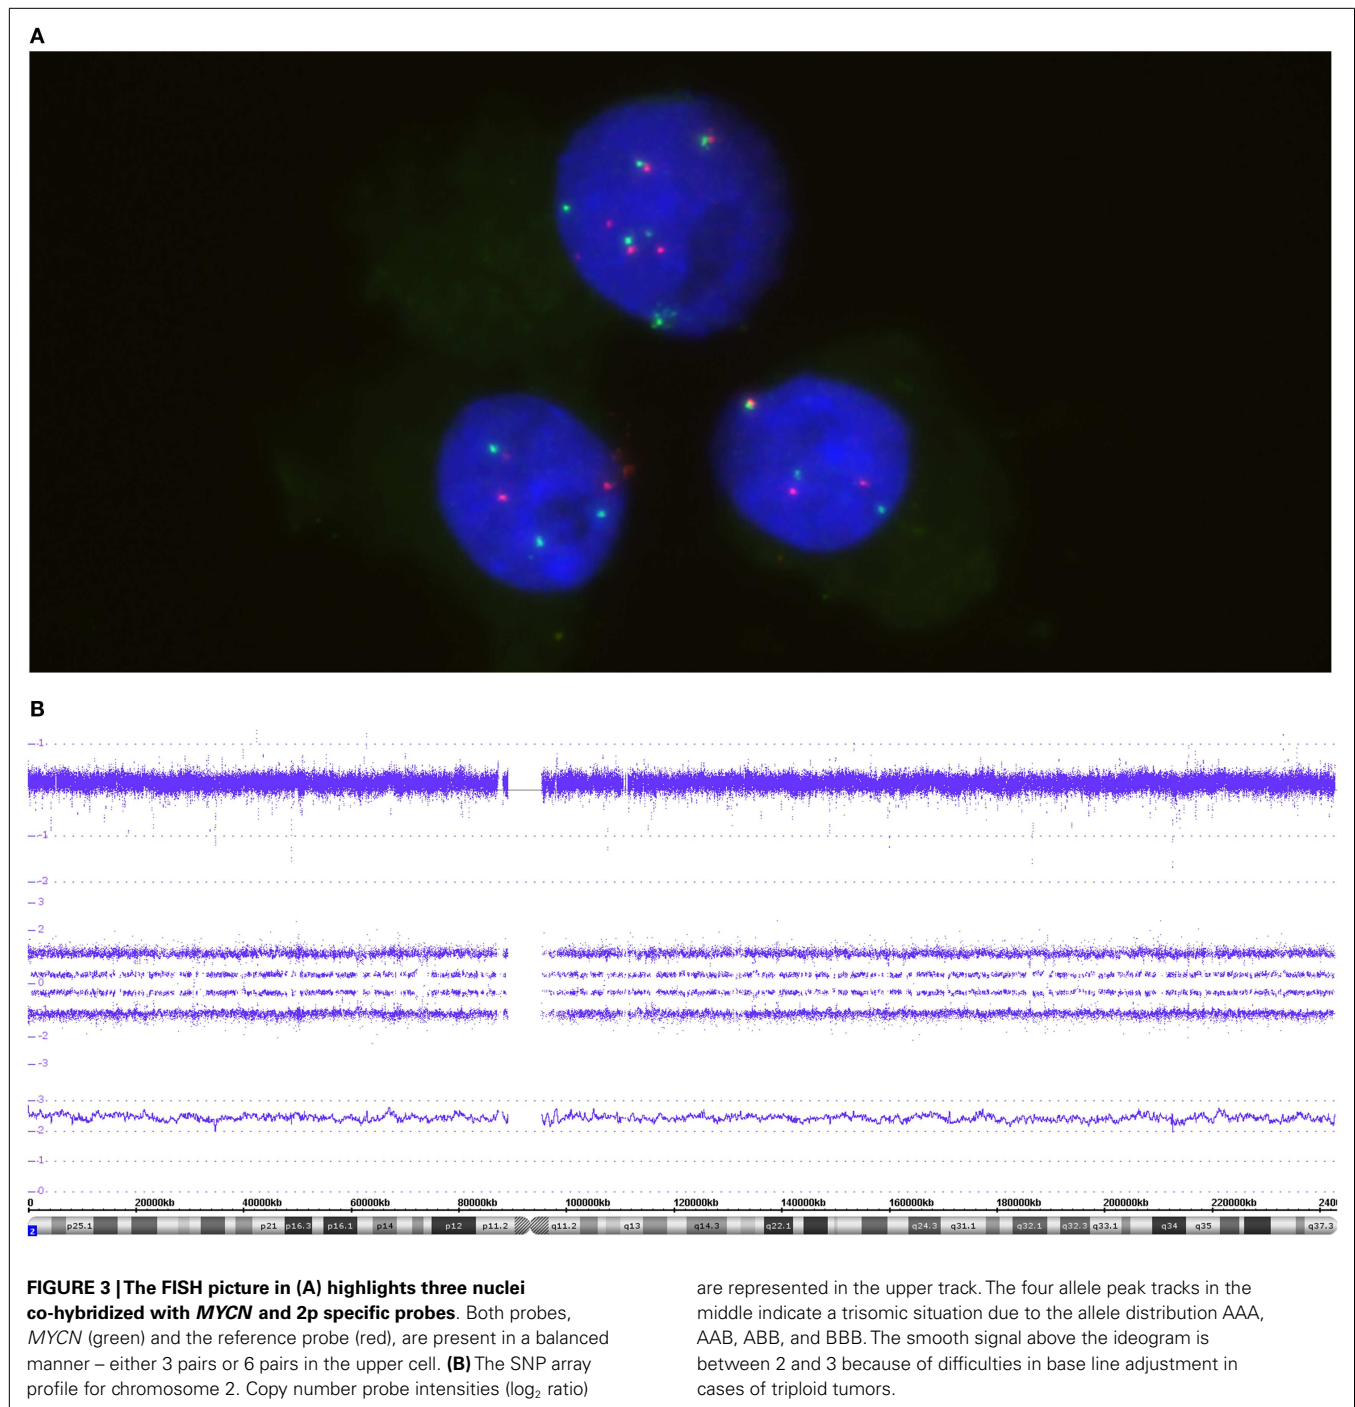 A
B
1
-1
-2
3
2
0
-2
-3
3
2
1
0
0 20000kb 40000kb 60000kb 80000kb 100000kb 120000kb 140000kb 160000kb 180000kb 200000kb 220000kb 240
2 p25.1 p21 p16.3 p16.1 p14 p12 p11.2 q11.2 q13 q14.3 q22.1 q24.3 q31.1 q32.1 q32.3 q33.1 q34 q35 q37.3
FIGURE 3 | The FISH picture in (A) highlights three nuclei
co-hybridized with MYCN and 2p specific probes. Both probes,
MYCN (green) and the reference probe (red), are present in a balanced
manner – either 3 pairs or 6 pairs in the upper cell. (B) The SNP array
profile for chromosome 2. Copy number probe intensities (log₂ ratio)
are represented in the upper track. The four allele peak tracks in the
middle indicate a trisomic situation due to the allele distribution AAA,
AAB, ABB, and BBB. The smooth signal above the ideogram is
between 2 and 3 because of difficulties in base line adjustment in
cases of triploid tumors.